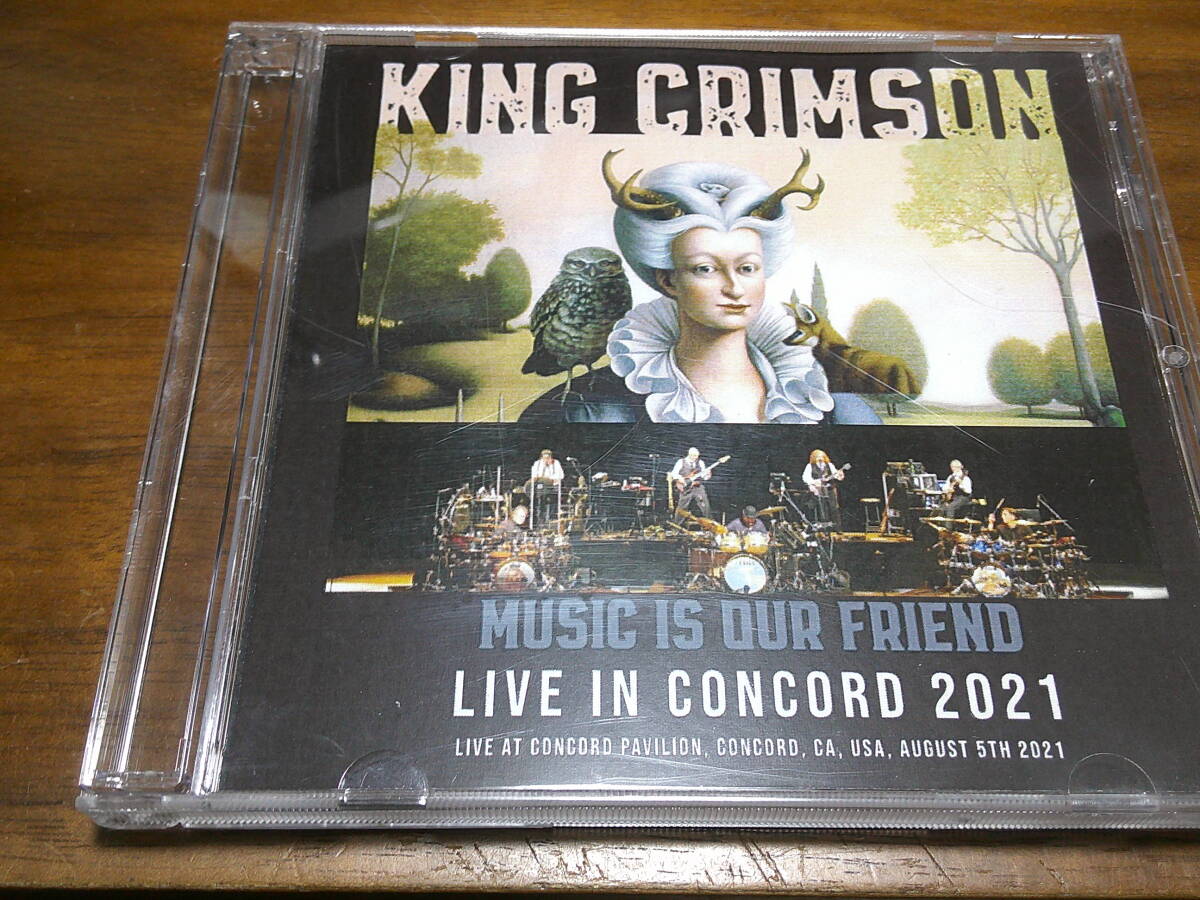 KING CRIMSON
MUSIC IS OUR FRIEND
LIVE IN CONCORD 2021
LIVE AT CONCORD PAVILION, CONCORD, CA, USA, AUGUST 5TH 2021